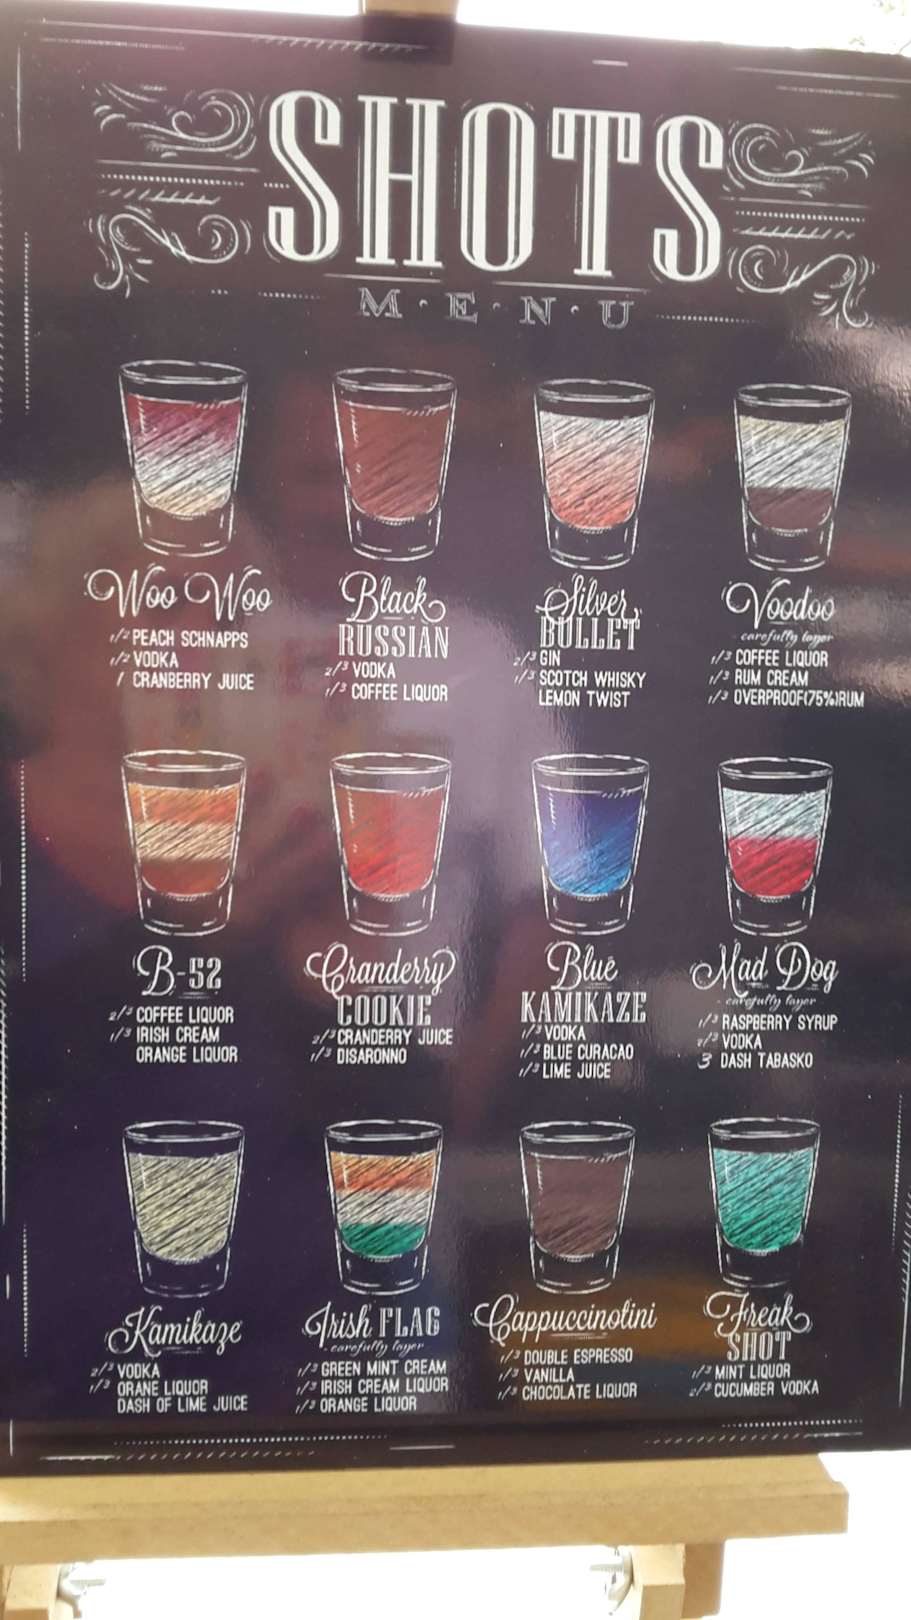 SHOTS
M·E·N·U
Woo Woo
1/2 PEACH SCHNAPPS
1/2 VODKA
1 CRANBERRY JUICE
Black
RUSSIAN
2/3 VODKA
1/3 COFFEE LIQUOR
Silver
BULLET
2/3 GIN
1/3 SCOTCH WHISKY
LEMON TWIST
Voodoo
carefully layer
1/3 COFFEE LIQUOR
1/3 RUM CREAM
1/3 OVERPROOF(75%)RUM
B-52
2/3 COFFEE LIQUOR
1/3 IRISH CREAM
ORANGE LIQUOR
Cranderry
COOKIE
2/3 CRANDERRY JUICE
1/3 DISARONNO
Blue
KAMIKAZE
1/3 VODKA
1/3 BLUE CURACAO
1/3 LIME JUICE
Mad Dog
- carefully layer -
1/3 RASPBERRY SYRUP
2/3 VODKA
3 DASH TABASKO
Kamikaze
2/3 VODKA
1/3 ORANE LIQUOR
DASH OF LIME JUICE
Irish FLAG
- carefully layer
1/3 GREEN MINT CREAM
1/3 IRISH CREAM LIQUOR
1/3 ORANGE LIQUOR
Cappuccinotini
1/3 DOUBLE ESPRESSO
1/3 VANILLA
1/3 CHOCOLATE LIQUOR
Freak
SHOT
1/3 MINT LIQUOR
2/3 CUCUMBER VODKA